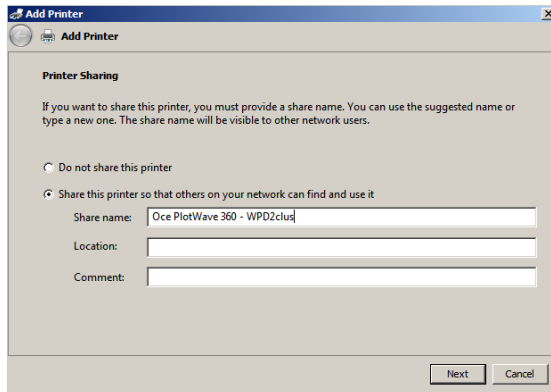 Add Printer
Add Printer
Printer Sharing
If you want to share this printer, you must provide a share name. You can use the suggested name or
type a new one. The share name will be visible to other network users.
Do not share this printer
Share this printer so that others on your network can find and use it
Share name: Oce PlotWave 360 - WPD2clus
Location:
Comment:
Next Cancel